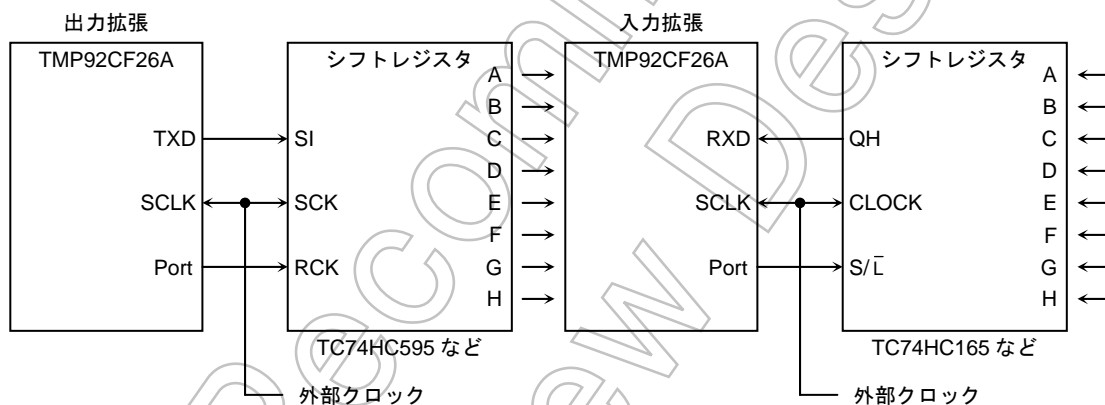 出力拡張
TMP92CF26A
TXD
SCLK
Port
シフトレジスタ
SI
SCK
RCK
A
B
C
D
E
F
G
H
TC74HC595 など
外部クロック
入力拡張
TMP92CF26A
RXD
SCLK
Port
シフトレジスタ
QH
CLOCK
S/L̄
A
B
C
D
E
F
G
H
TC74HC165 など
外部クロック